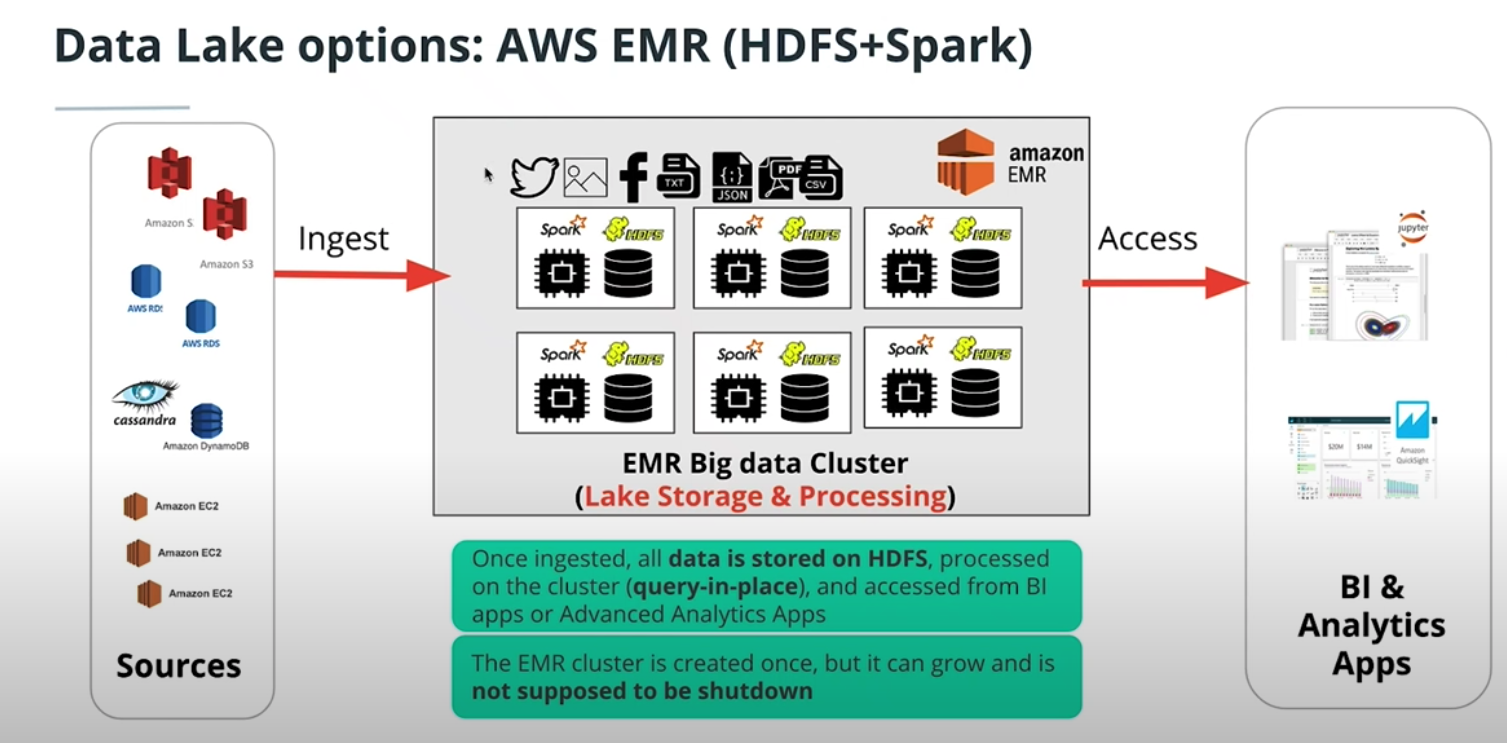 Data Lake options: AWS EMR (HDFS+Spark)
Amazon S
Amazon S3
AWS RDS
AWS RDS
cassandra
Amazon DynamoDB
Amazon EC2
Amazon EC2
Amazon EC2
Sources
Ingest
TXT
{;}
JSON
PDF
CSV
amazon
EMR
Spark HDFS
Spark HDFS
Spark HDFS
Spark HDFS
Spark HDFS
Spark HDFS
EMR Big data Cluster
(Lake Storage & Processing)
Once ingested, all data is stored on HDFS, processed
on the cluster (query-in-place), and accessed from BI
apps or Advanced Analytics Apps
The EMR cluster is created once, but it can grow and is
not supposed to be shutdown
Access
jupyter
$20M
$14M
Amazon
QuickSight
BI &
Analytics
Apps